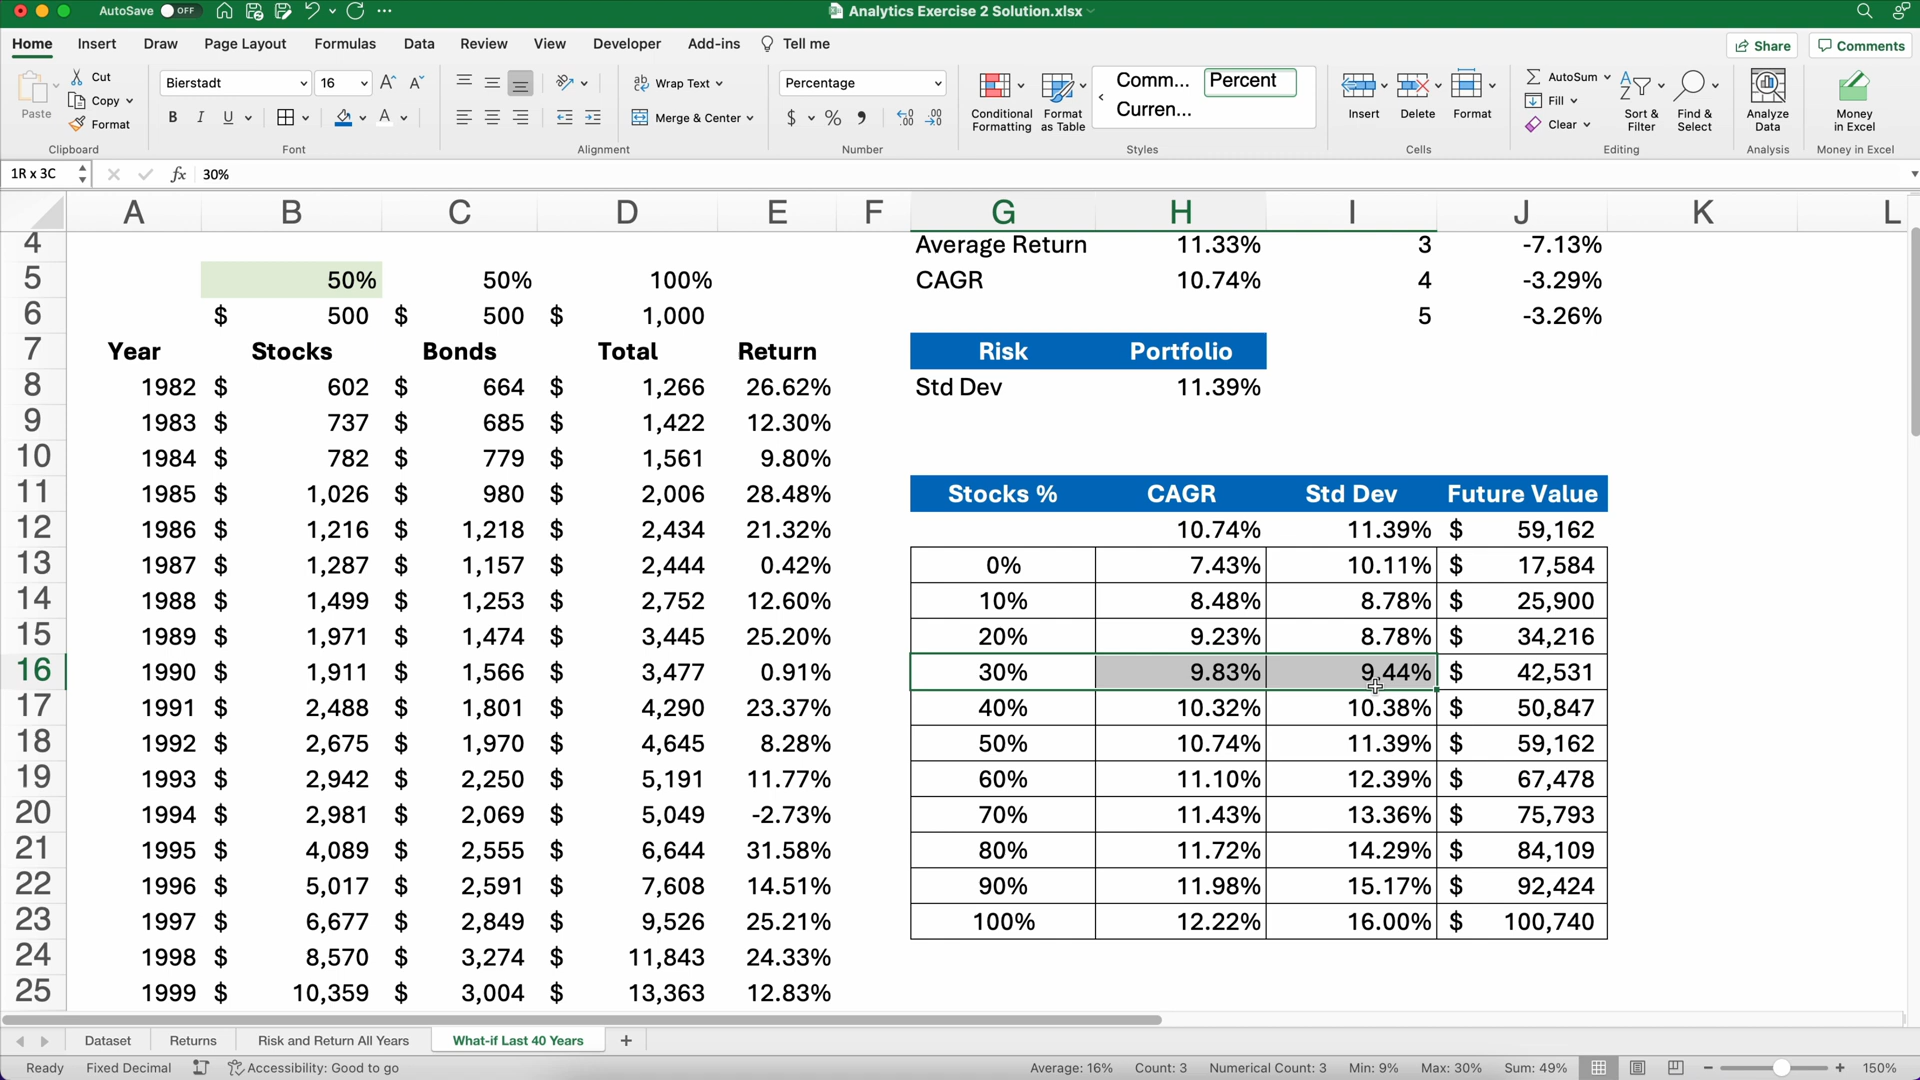 AutoSave OFF
Analytics Exercise 2 Solution.xlsx
Home Insert Draw Page Layout Formulas Data Review View Developer Add-ins Tell me Share Comments
Paste Cut Copy Format
Bierstadt 16
B I U
Wrap Text
Merge & Center
Percentage
$ % 9
Conditional Formatting
Format as Table
Comm... Percent
Curren...
Insert Delete Format
AutoSum
Fill
Clear
Sort & Filter
Find & Select
Analyze Data
Money in Excel
Clipboard Font Alignment Number Styles Cells Editing Analysis Money in Excel
1R x 3C fx 30%
A B C D E F G H I J K L
4 Average Return 11.33% 3 -7.13%
5 50% 50% 100% CAGR 10.74% 4 -3.29%
6 $ 500 $ 500 $ 1,000 5 -3.26%
7 Year Stocks Bonds Total Return Risk Portfolio
8 1982 $ 602 $ 664 $ 1,266 26.62% Std Dev 11.39%
9 1983 $ 737 $ 685 $ 1,422 12.30%
10 1984 $ 782 $ 779 $ 1,561 9.80%
11 1985 $ 1,026 $ 980 $ 2,006 28.48% Stocks % CAGR Std Dev Future Value
12 1986 $ 1,216 $ 1,218 $ 2,434 21.32% 10.74% 11.39% $ 59,162
13 1987 $ 1,287 $ 1,157 $ 2,444 0.42% 0% 7.43% 10.11% $ 17,584
14 1988 $ 1,499 $ 1,253 $ 2,752 12.60% 10% 8.48% 8.78% $ 25,900
15 1989 $ 1,971 $ 1,474 $ 3,445 25.20% 20% 9.23% 8.78% $ 34,216
16 1990 $ 1,911 $ 1,566 $ 3,477 0.91% 30% 9.83% 9.44% $ 42,531
17 1991 $ 2,488 $ 1,801 $ 4,290 23.37% 40% 10.32% 10.38% $ 50,847
18 1992 $ 2,675 $ 1,970 $ 4,645 8.28% 50% 10.74% 11.39% $ 59,162
19 1993 $ 2,942 $ 2,250 $ 5,191 11.77% 60% 11.10% 12.39% $ 67,478
20 1994 $ 2,981 $ 2,069 $ 5,049 -2.73% 70% 11.43% 13.36% $ 75,793
21 1995 $ 4,089 $ 2,555 $ 6,644 31.58% 80% 11.72% 14.29% $ 84,109
22 1996 $ 5,017 $ 2,591 $ 7,608 14.51% 90% 11.98% 15.17% $ 92,424
23 1997 $ 6,677 $ 2,849 $ 9,526 25.21% 100% 12.22% 16.00% $ 100,740
24 1998 $ 8,570 $ 3,274 $ 11,843 24.33%
25 1999 $ 10,359 $ 3,004 $ 13,363 12.83%
Dataset Returns Risk and Return All Years What-if Last 40 Years +
Ready Fixed Decimal Accessibility: Good to go Average: 16% Count: 3 Numerical Count: 3 Min: 9% Max: 30% Sum: 49% 150%